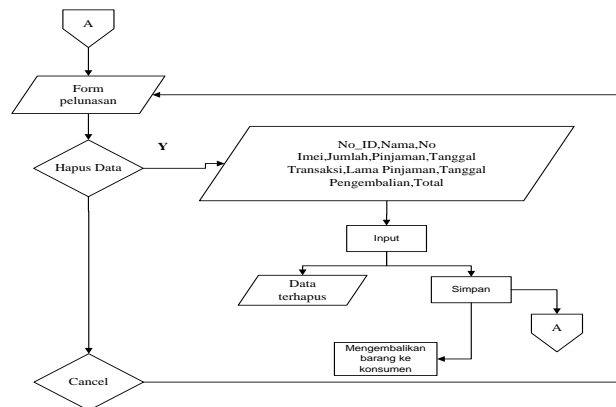 A
Form
pelunasan
Hapus Data
Y
No_ID,Nama,No
Imei,Jumlah,Pinjaman,Tanggal
Transaksi,Lama Pinjaman,Tanggal
Pengembalian,Total
Input
Data
terhapus
Simpan
A
Mengembalikan
barang ke
konsumen
Cancel